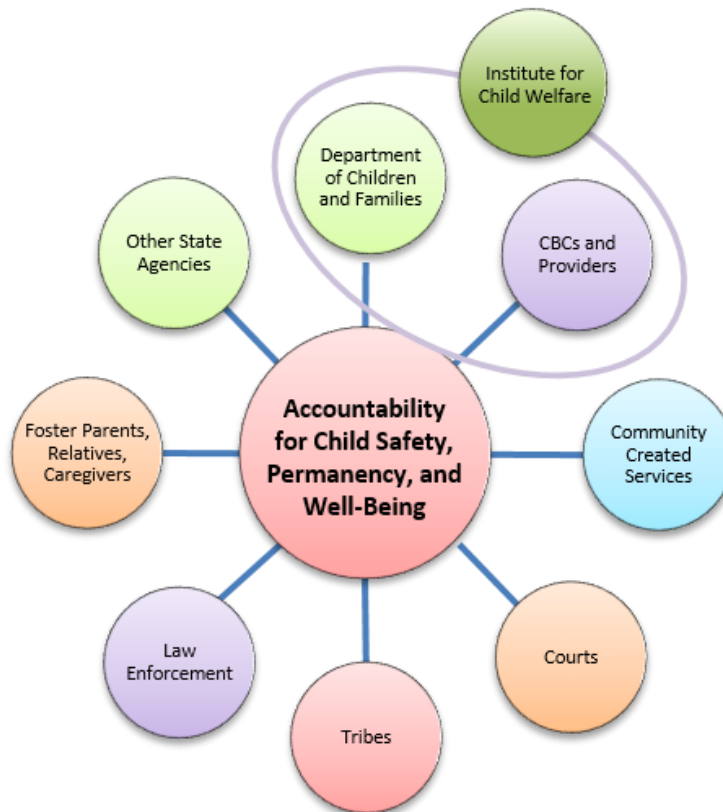 Institute for
Child Welfare
Department
of Children
and Families
CBCs and
Providers
Other State
Agencies
Accountability
for Child Safety,
Permanency, and
Well-Being
Foster Parents,
Relatives,
Caregivers
Community
Created
Services
Law
Enforcement
Courts
Tribes